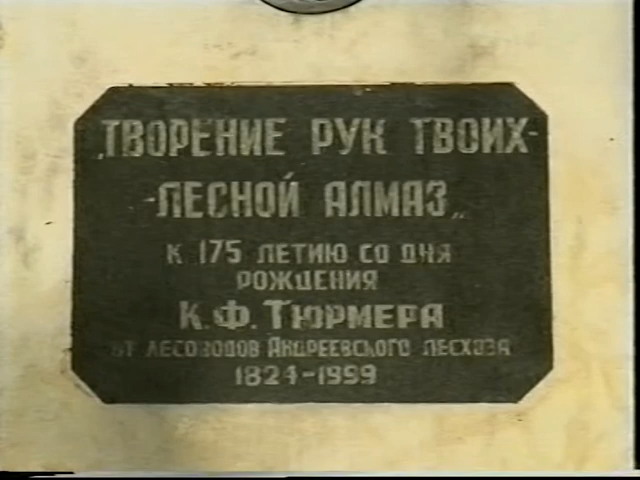 „ТВОРЕНИЕ РУК ТВОИХ-
-ЛЕСНОЙ АЛМАЗ„
К 175 ЛЕТИЮ СО ДНЯ
РОЖДЕНИЯ
К.Ф. ТЮРМЕРА
ОТ ЛЕСОВОДОВ АНДРЕЕВСКОГО ЛЕСХОЗА
1824-1999